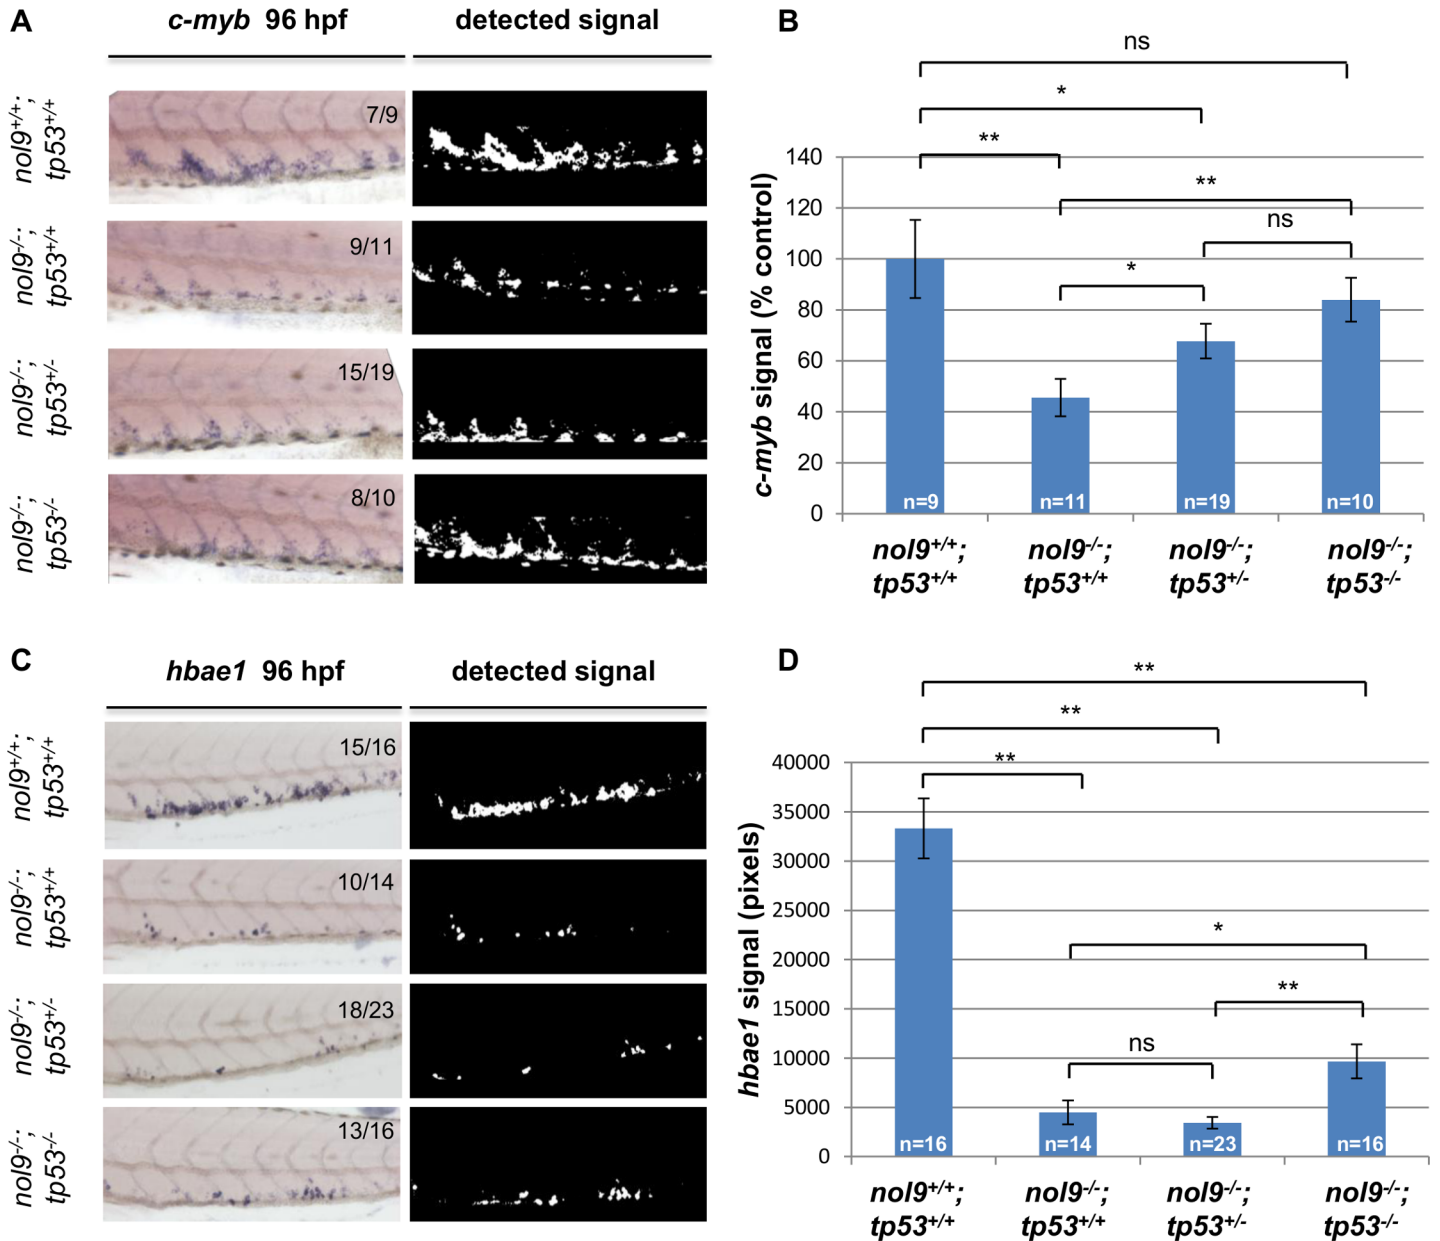 A
c-myb 96 hpf
detected signal
nol9+/+;
tp53+/+
7/9
nol9-/-;
tp53+/+
9/11
nol9-/-;
tp53+/-
15/19
nol9-/-;
tp53-/-
8/10
B
ns
*
**
**
ns
*
c-myb signal (% control)
140
120
100
80
60
40
20
0
n=9
n=11
n=19
n=10
nol9+/+;
tp53+/+
nol9-/-;
tp53+/+
nol9-/-;
tp53+/-
nol9-/-;
tp53-/-
C
hbae1 96 hpf
detected signal
nol9+/+;
tp53+/+
15/16
nol9-/-;
tp53+/+
10/14
nol9-/-;
tp53+/-
18/23
nol9-/-;
tp53-/-
13/16
D
**
**
**
*
**
ns
hbae1 signal (pixels)
40000
35000
30000
25000
20000
15000
10000
5000
0
n=16
n=14
n=23
n=16
nol9+/+;
tp53+/+
nol9-/-;
tp53+/+
nol9-/-;
tp53+/-
nol9-/-;
tp53-/-